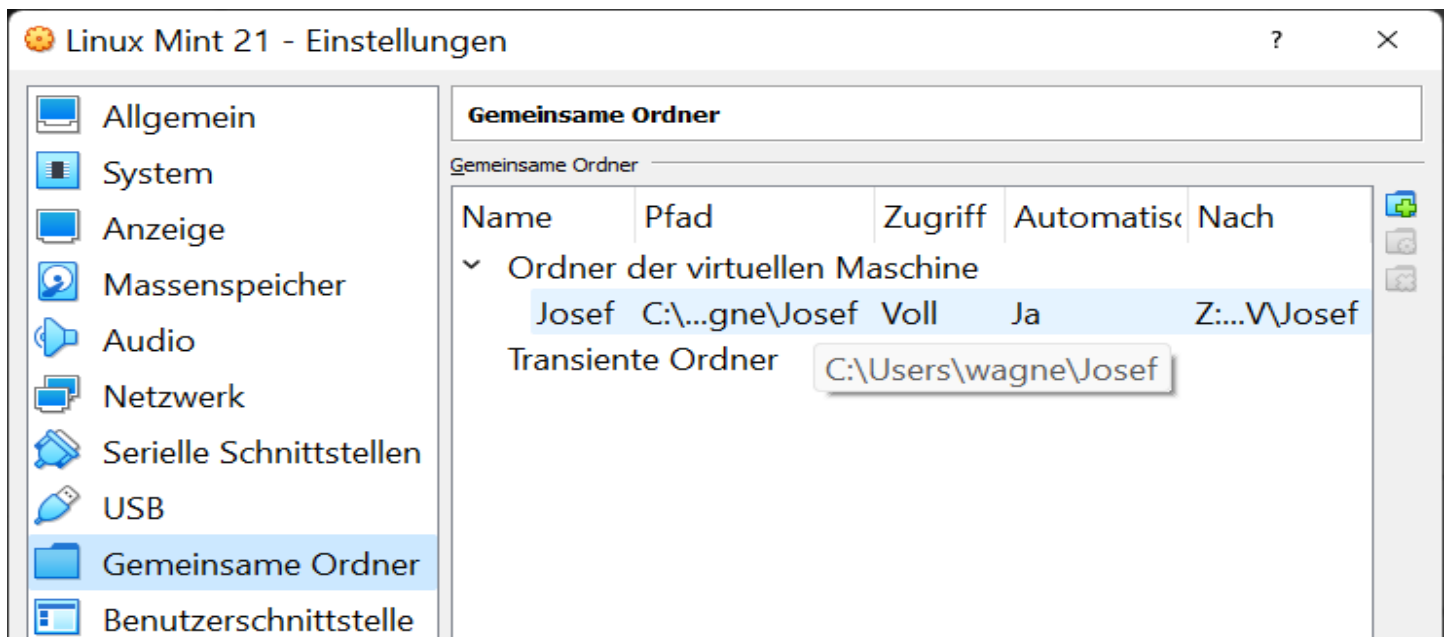 Linux Mint 21 - Einstellungen ? ×
Allgemein
System
Anzeige
Massenspeicher
Audio
Netzwerk
Serielle Schnittstellen
USB
Gemeinsame Ordner
Benutzerschnittstelle
Gemeinsame Ordner
Gemeinsame Ordner
Name Pfad Zugriff Automatisc Nach
Ordner der virtuellen Maschine
Josef C:\...gne\Josef Voll Ja Z:...V\Josef
Transiente Ordner
C:\Users\wagne\Josef